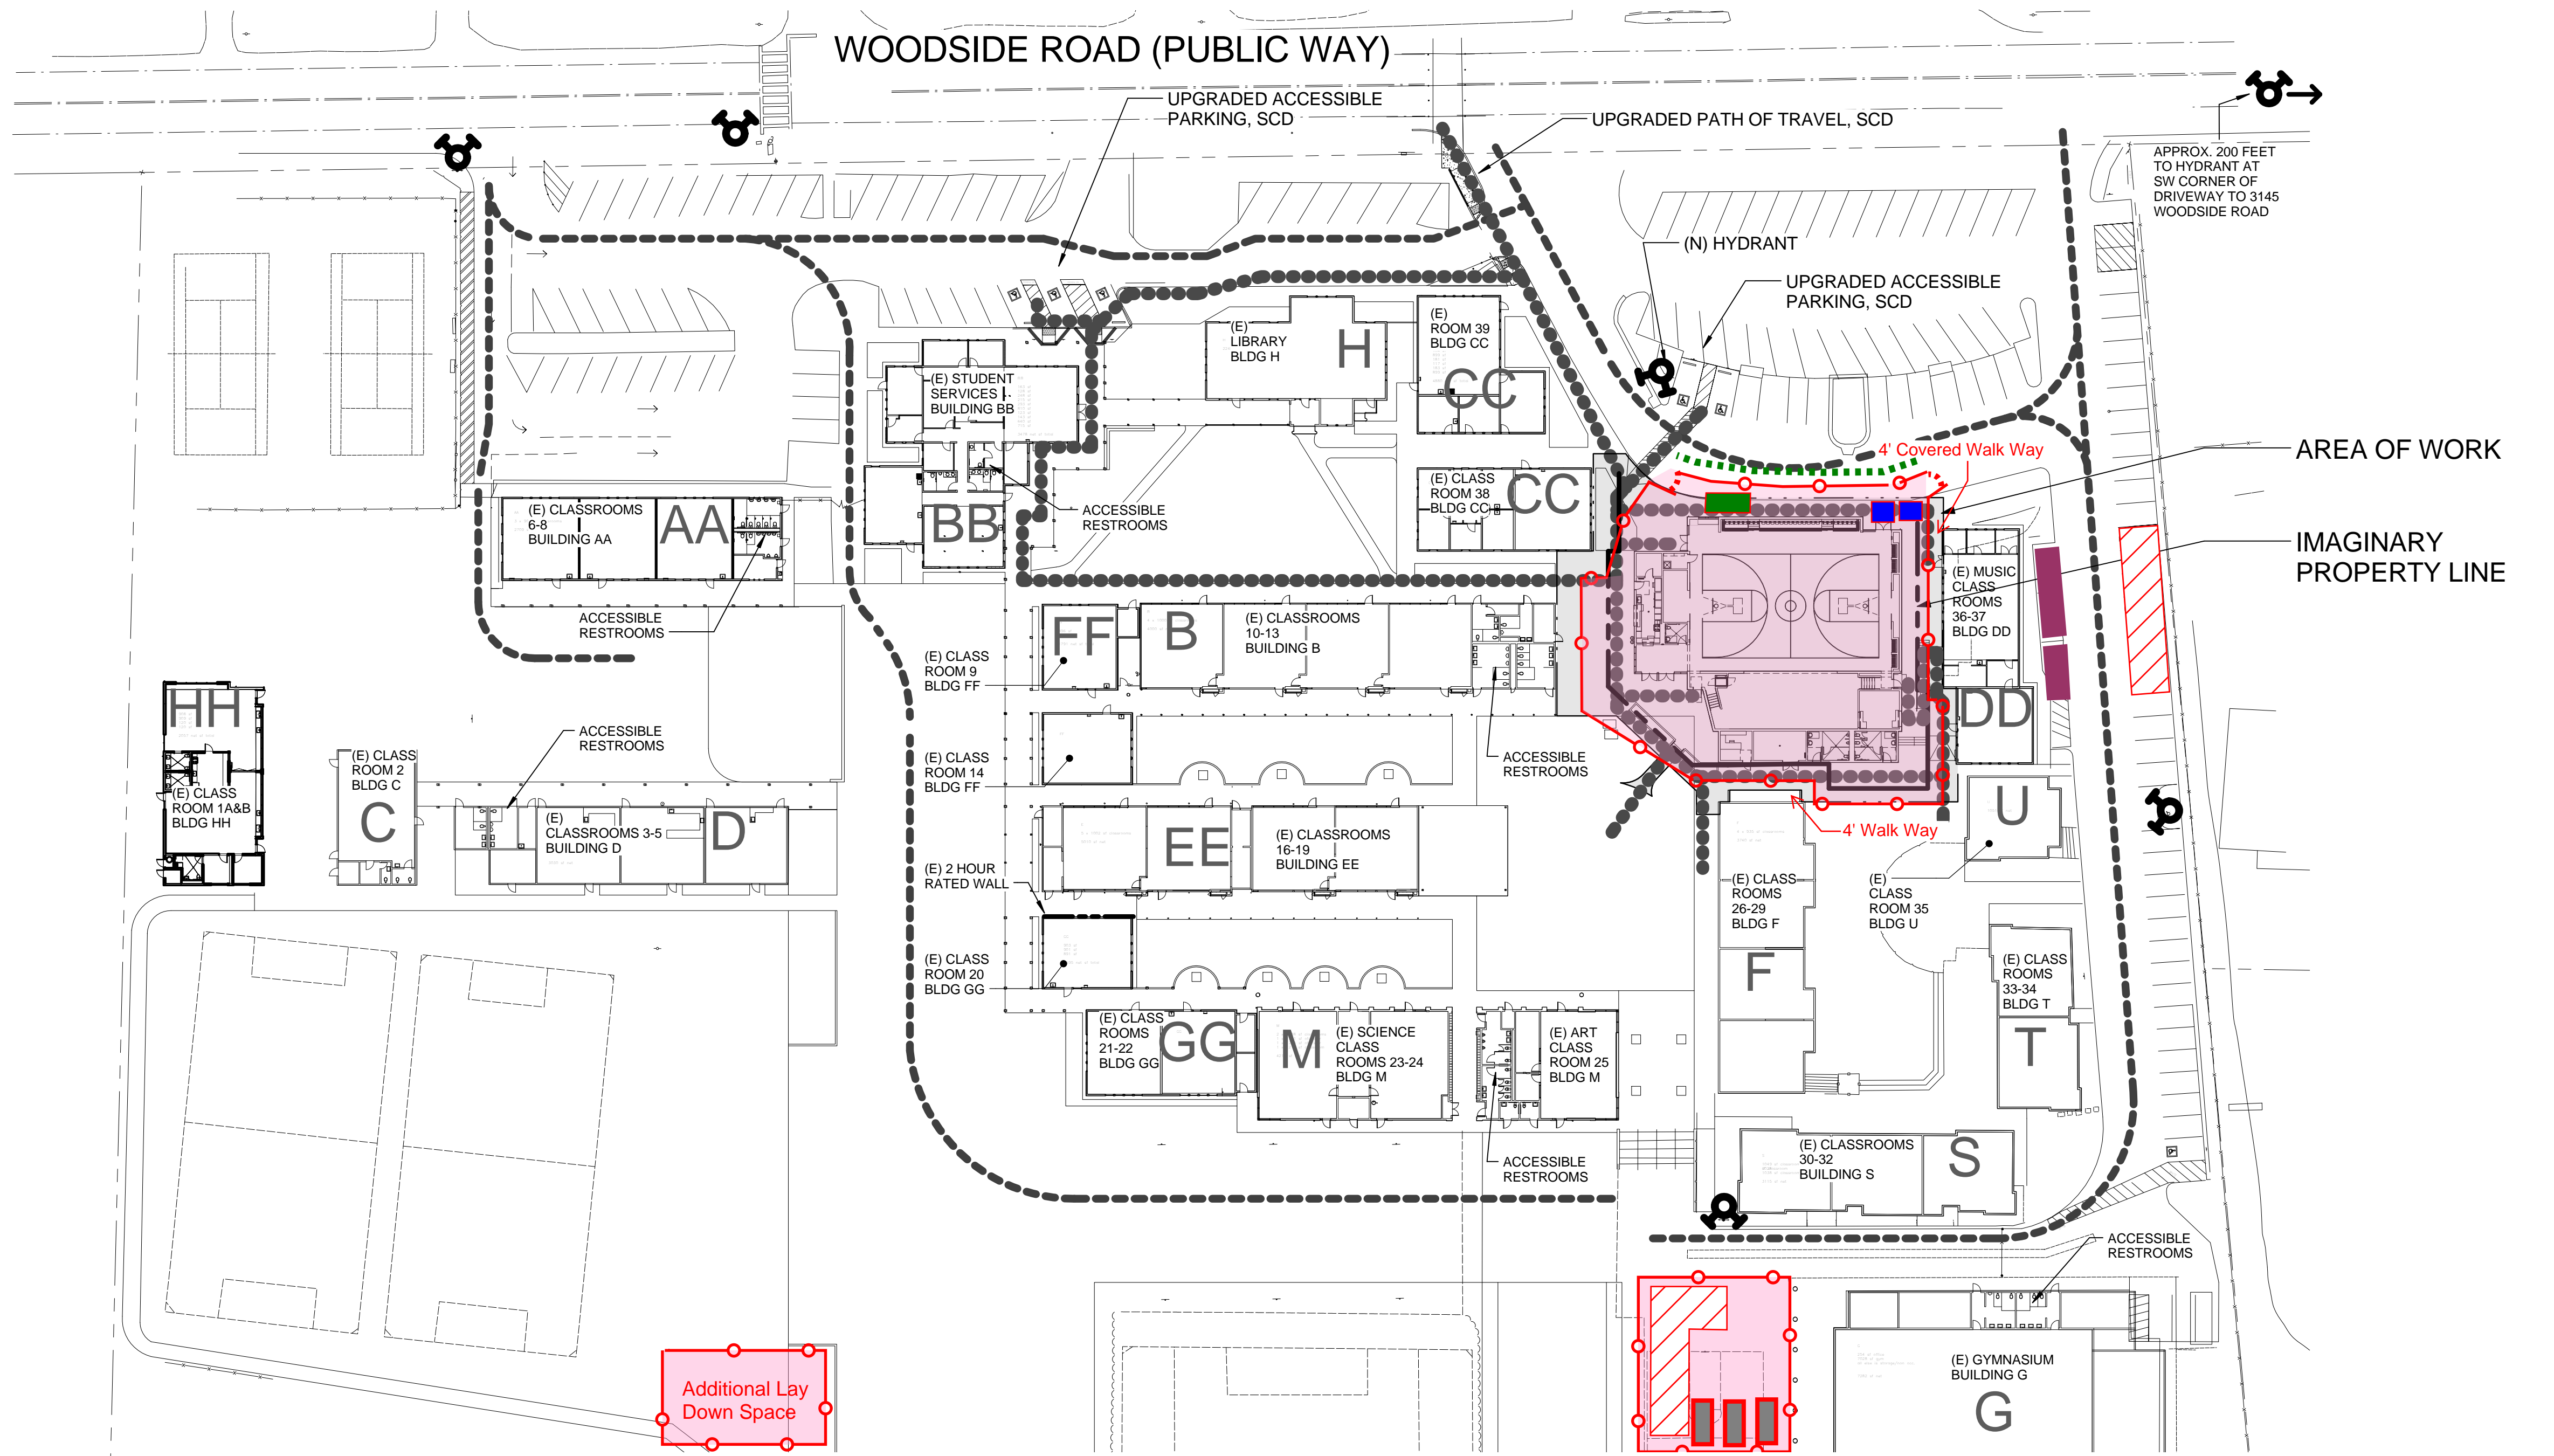 WOODSIDE ROAD (PUBLIC WAY)
UPGRADED ACCESSIBLE
PARKING, SCD
UPGRADED PATH OF TRAVEL, SCD
APPROX. 200 FEET
TO HYDRANT AT
SW CORNER OF
DRIVEWAY TO 3145
WOODSIDE ROAD
(N) HYDRANT
UPGRADED ACCESSIBLE
PARKING, SCD
(E)
LIBRARY
BLDG H
H
(E)
ROOM 39
BLDG CC
CC
(E) STUDENT
SERVICES
BUILDING BB
BB
ACCESSIBLE
RESTROOMS
(E) CLASS
ROOM 38
BLDG CC
CC
4' Covered Walk Way
AREA OF WORK
IMAGINARY
PROPERTY LINE
(E) CLASSROOMS
6-8
BUILDING AA
AA
ACCESSIBLE
RESTROOMS
(E) MUSIC
CLASS
ROOMS
36-37
BLDG DD
DD
FF
B
(E) CLASSROOMS
10-13
BUILDING B
(E) CLASS
ROOM 9
BLDG FF
HH
(E) CLASS
ROOM 1A&B
BLDG HH
(E) CLASS
ROOM 2
BLDG C
C
ACCESSIBLE
RESTROOMS
(E)
CLASSROOMS 3-5
BUILDING D
D
(E) CLASS
ROOM 14
BLDG FF
ACCESSIBLE
RESTROOMS
EE
(E) CLASSROOMS
16-19
BUILDING EE
(E) 2 HOUR
RATED WALL
4' Walk Way
U
(E) CLASS
ROOMS
26-29
BLDG F
F
(E)
CLASS
ROOM 35
BLDG U
(E) CLASS
ROOM 20
BLDG GG
(E) CLASS
ROOMS
33-34
BLDG T
T
(E) CLASS
ROOMS
21-22
BLDG GG
GG
M
(E) SCIENCE
CLASS
ROOMS 23-24
BLDG M
(E) ART
CLASS
ROOM 25
BLDG M
ACCESSIBLE
RESTROOMS
(E) CLASSROOMS
30-32
BUILDING S
S
ACCESSIBLE
RESTROOMS
(E) GYMNASIUM
BUILDING G
G
Additional Lay
Down Space